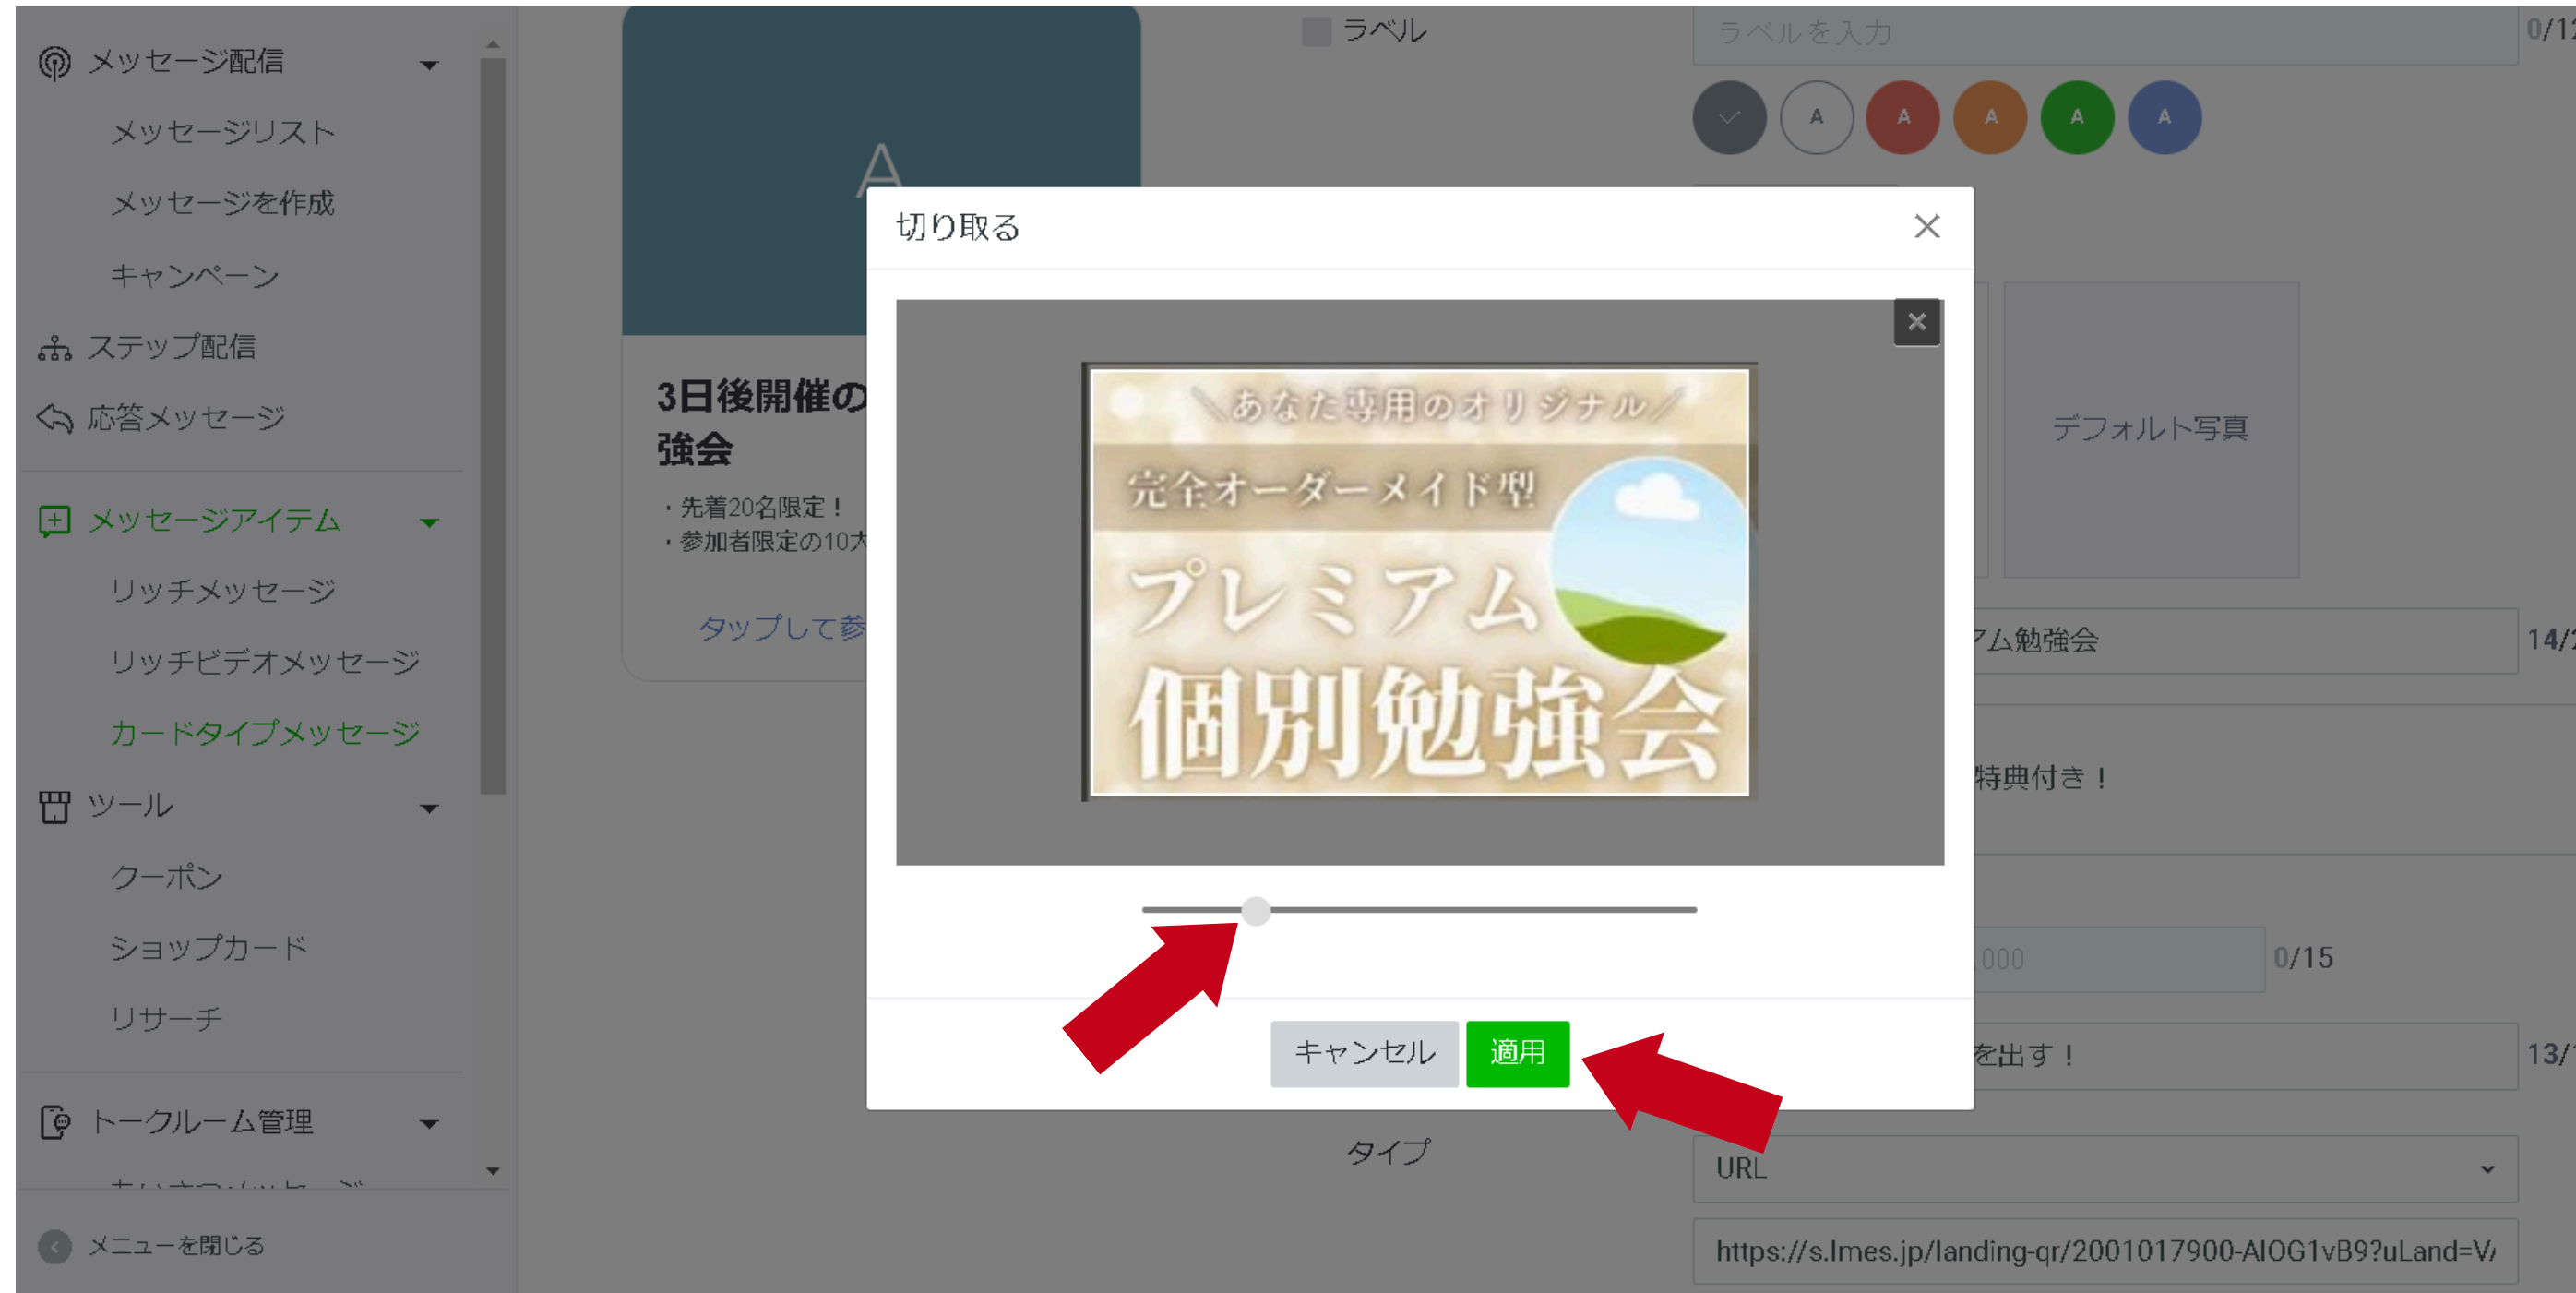 メッセージ配信
メッセージリスト
メッセージを作成
キャンペーン
ステップ配信
応答メッセージ
メッセージアイテム
リッチメッセージ
リッチビデオメッセージ
カードタイプメッセージ
ツール
クーポン
ショップカード
リサーチ
トークルーム管理
メニューを閉じる
A
3日後開催の
強会
・先着20名限定！
・参加者限定の10大
タップして参
ラベル
ラベルを入力
0/12
A A A A A
切り取る
＼あなた専用のオリジナル／
完全オーダーメイド型
プレミアム
個別勉強会
キャンセル
適用
デフォルト写真
アム勉強会
14/2
特典付き！
000
0/15
を出す！
13/
タイプ
URL
https://s.lmes.jp/landing-qr/2001017900-AlOG1vB9?uLand=V